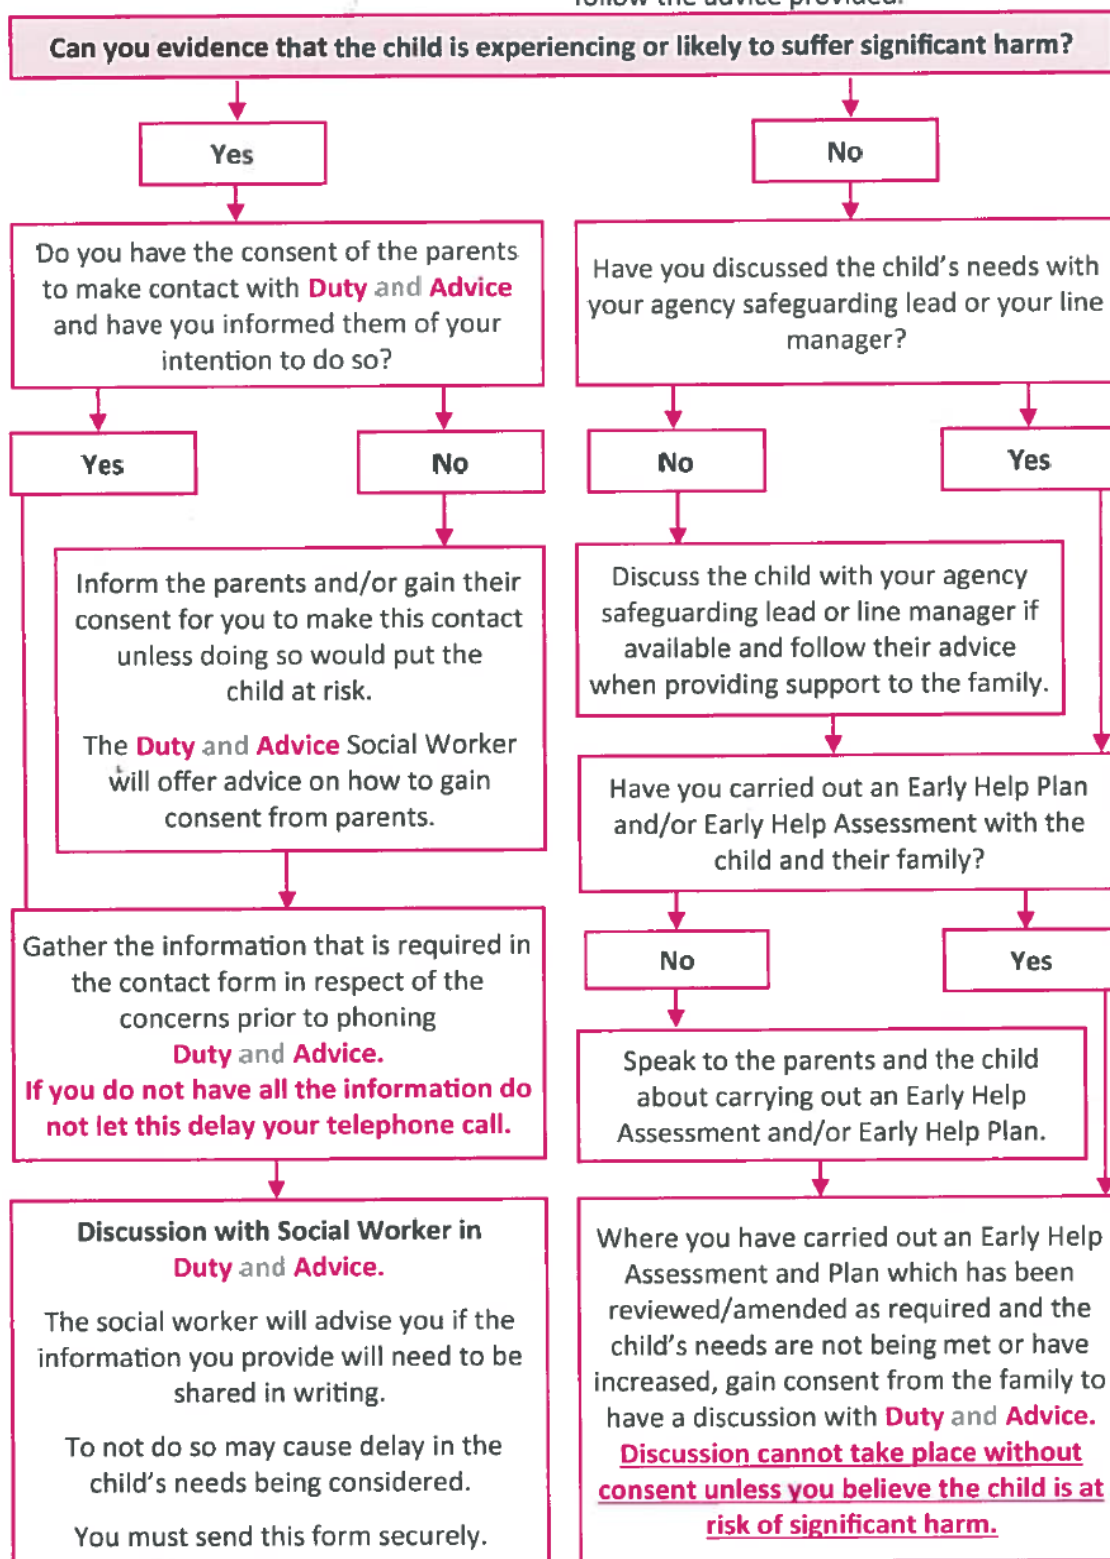 follow the advice provided.
Can you evidence that the child is experiencing or likely to suffer significant harm?
Yes
No
Do you have the consent of the parents
to make contact with Duty and Advice
and have you informed them of your
intention to do so?
Have you discussed the child's needs with
your agency safeguarding lead or your line
manager?
Yes
No
No
Yes
Inform the parents and/or gain their
consent for you to make this contact
unless doing so would put the
child at risk.
The Duty and Advice Social Worker
will offer advice on how to gain
consent from parents.
Discuss the child with your agency
safeguarding lead or line manager if
available and follow their advice
when providing support to the family.
Have you carried out an Early Help Plan
and/or Early Help Assessment with the
child and their family?
Gather the information that is required in
the contact form in respect of the
concerns prior to phoning
Duty and Advice.
If you do not have all the information do
not let this delay your telephone call.
No
Yes
Speak to the parents and the child
about carrying out an Early Help
Assessment and/or Early Help Plan.
Discussion with Social Worker in
Duty and Advice.
The social worker will advise you if the
information you provide will need to be
shared in writing.
To not do so may cause delay in the
child's needs being considered.
You must send this form securely.
Where you have carried out an Early Help
Assessment and Plan which has been
reviewed/amended as required and the
child's needs are not being met or have
increased, gain consent from the family to
have a discussion with Duty and Advice.
Discussion cannot take place without
consent unless you believe the child is at
risk of significant harm.